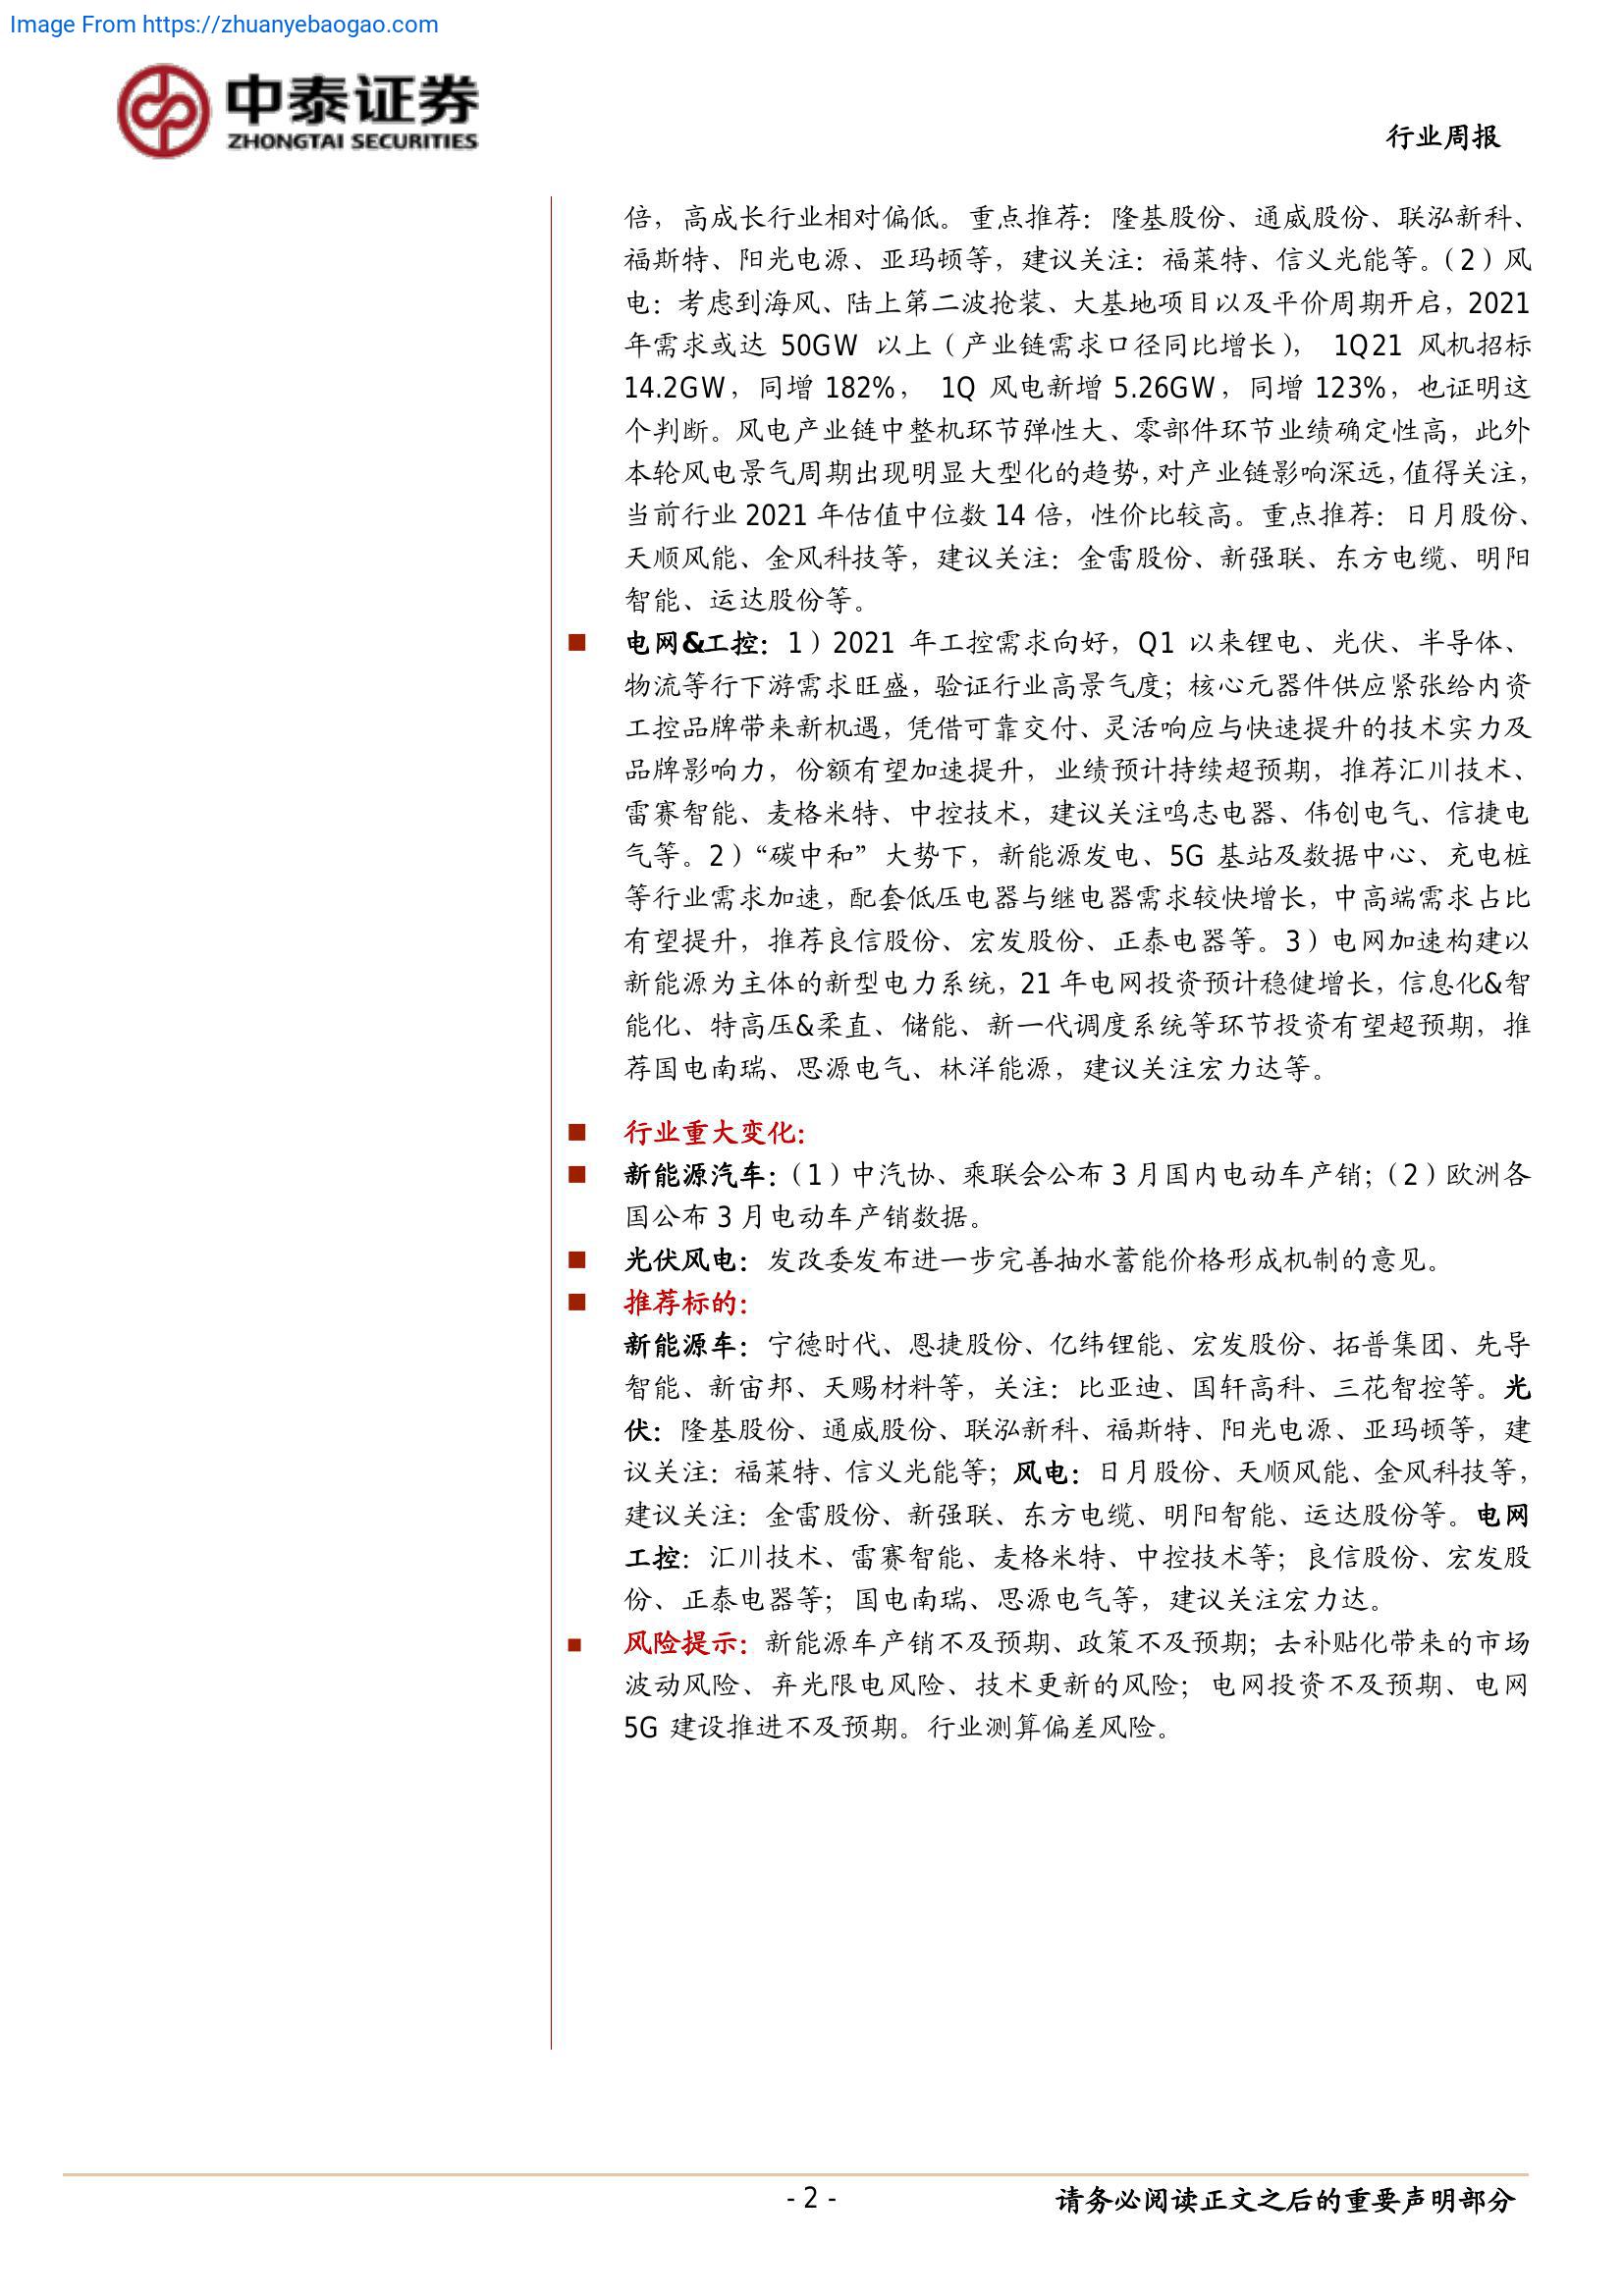 Image From https://zhuanyebaogao.com
中泰证券
ZHONGTAI SECURITIES
行业周报
倍，高成长行业相对偏低。重点推荐：隆基股份、通威股份、联泓新科、
福斯特、阳光电源、亚玛顿等，建议关注：福莱特、信义光能等。（2）风
电：考虑到海风、陆上第二波抢装、大基地项目以及平价周期开启，2021
年需求或达 50GW 以上（产业链需求口径同比增长）， 1Q21 风机招标
14.2GW，同增 182%， 1Q 风电新增 5.26GW，同增 123%，也证明这
个判断。风电产业链中整机环节弹性大、零部件环节业绩确定性高，此外
本轮风电景气周期出现明显大型化的趋势，对产业链影响深远，值得关注，
当前行业 2021 年估值中位数 14 倍，性价比较高。重点推荐：日月股份、
天顺风能、金风科技等，建议关注：金雷股份、新强联、东方电缆、明阳
智能、运达股份等。
■ 电网&工控：1）2021 年工控需求向好，Q1 以来锂电、光伏、半导体、
物流等行下游需求旺盛，验证行业高景气度；核心元器件供应紧张给内资
工控品牌带来新机遇，凭借可靠交付、灵活响应与快速提升的技术实力及
品牌影响力，份额有望加速提升，业绩预计持续超预期，推荐汇川技术、
雷赛智能、麦格米特、中控技术，建议关注鸣志电器、伟创电气、信捷电
气等。2）“碳中和”大势下，新能源发电、5G 基站及数据中心、充电桩
等行业需求加速，配套低压电器与继电器需求较快增长，中高端需求占比
有望提升，推荐良信股份、宏发股份、正泰电器等。3）电网加速构建以
新能源为主体的新型电力系统，21 年电网投资预计稳健增长，信息化&智
能化、特高压&柔直、储能、新一代调度系统等环节投资有望超预期，推
荐国电南瑞、思源电气、林洋能源，建议关注宏力达等。
■ 行业重大变化：
■ 新能源汽车：（1）中汽协、乘联会公布 3 月国内电动车产销；（2）欧洲各
国公布 3 月电动车产销数据。
■ 光伏风电：发改委发布进一步完善抽水蓄能价格形成机制的意见。
■ 推荐标的：
新能源车：宁德时代、恩捷股份、亿纬锂能、宏发股份、拓普集团、先导
智能、新宙邦、天赐材料等，关注：比亚迪、国轩高科、三花智控等。光
伏：隆基股份、通威股份、联泓新科、福斯特、阳光电源、亚玛顿等，建
议关注：福莱特、信义光能等；风电：日月股份、天顺风能、金风科技等，
建议关注：金雷股份、新强联、东方电缆、明阳智能、运达股份等。电网
工控：汇川技术、雷赛智能、麦格米特、中控技术等；良信股份、宏发股
份、正泰电器等；国电南瑞、思源电气等，建议关注宏力达。
■ 风险提示：新能源车产销不及预期、政策不及预期；去补贴化带来的市场
波动风险、弃光限电风险、技术更新的风险；电网投资不及预期、电网
5G 建设推进不及预期。行业测算偏差风险。
- 2 -
请务必阅读正文之后的重要声明部分